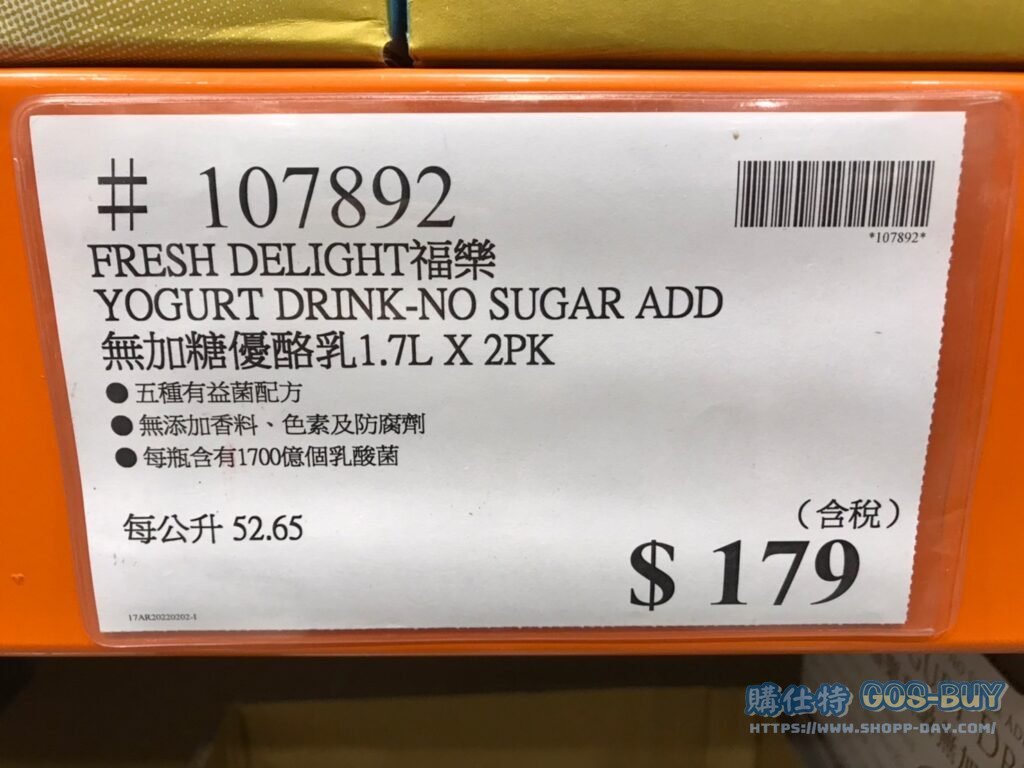 # 107892
*107892*
FRESH DELIGHT福樂
YOGURT DRINK-NO SUGAR ADD
無加糖優酪乳1.7L X 2PK
●五種有益菌配方
●無添加香料、色素及防腐劑
●每瓶含有1700億個乳酸菌
每公升 52.65
（含稅）
$ 179
17AR20220202-1
購仕特 GOS-BUY
HTTPS://WWW.SHOPP-DAY.COM/